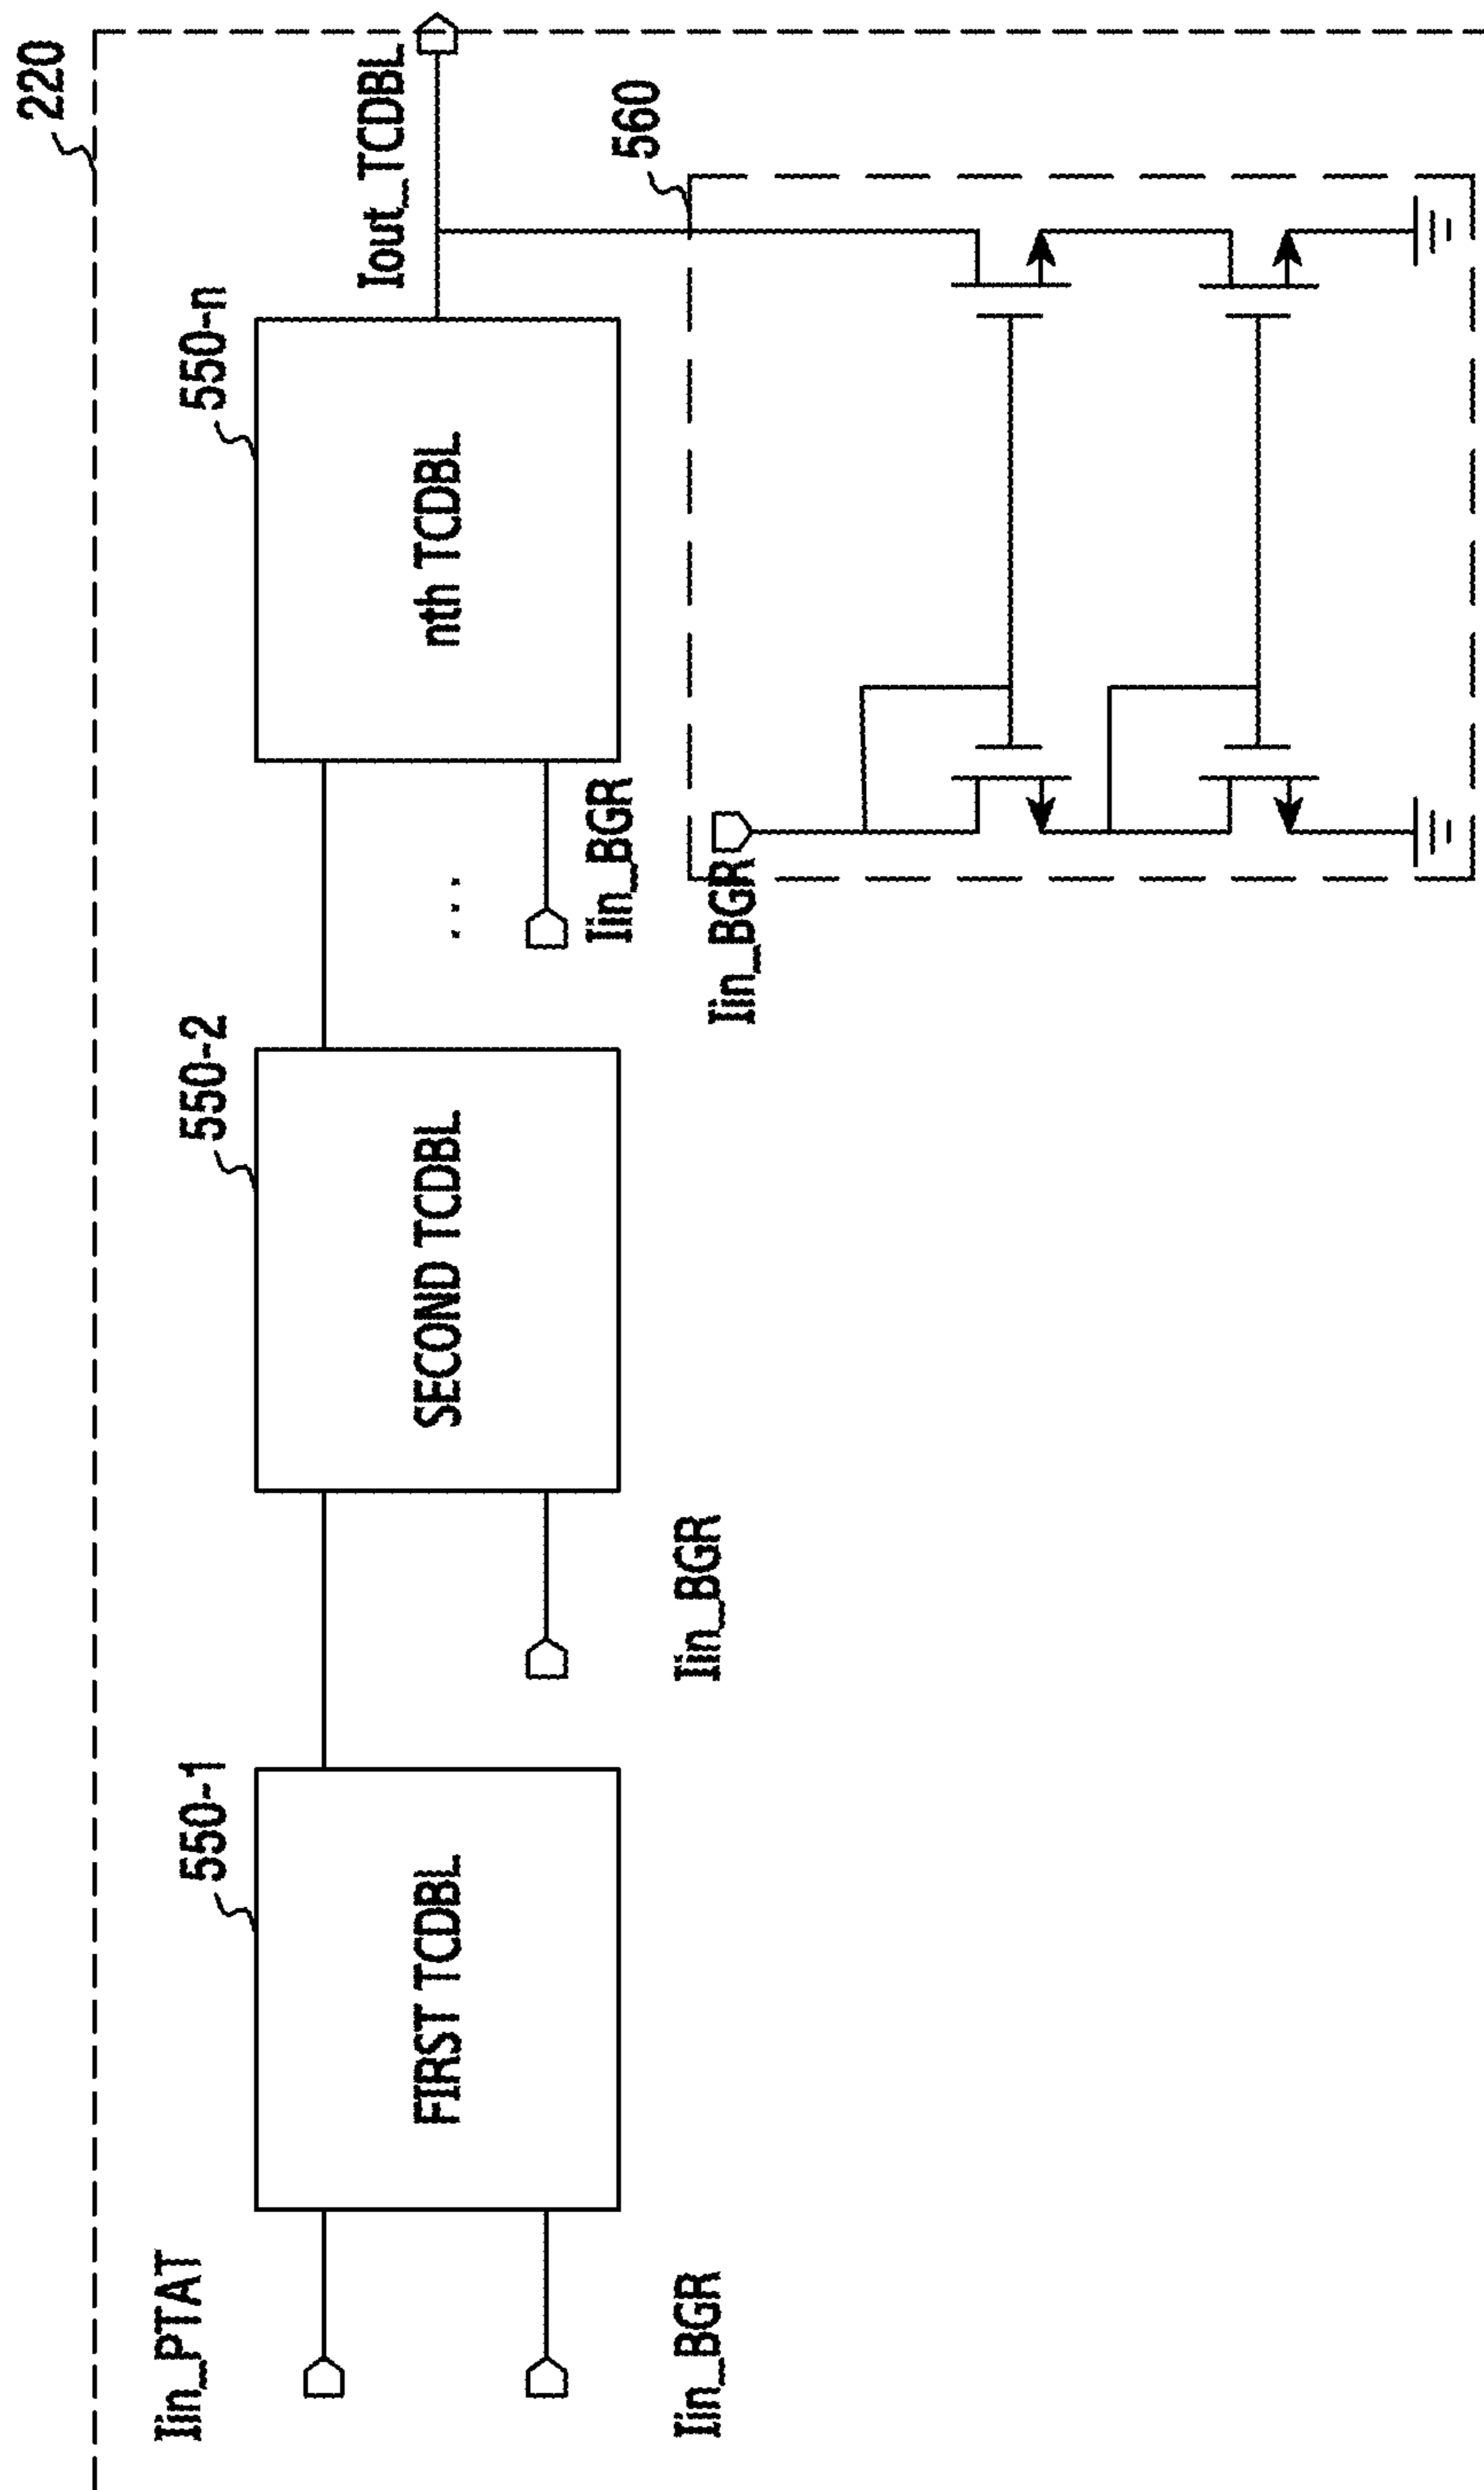 220
550-1
550-2
550-n
Iin_PTAT
Iout_TCDBL
FIRST TCDBL
SECOND TCDBL
nth TCDBL
...
Iin_BGR
Iin_BGR
Iin_BGR
560
Iin_BGR